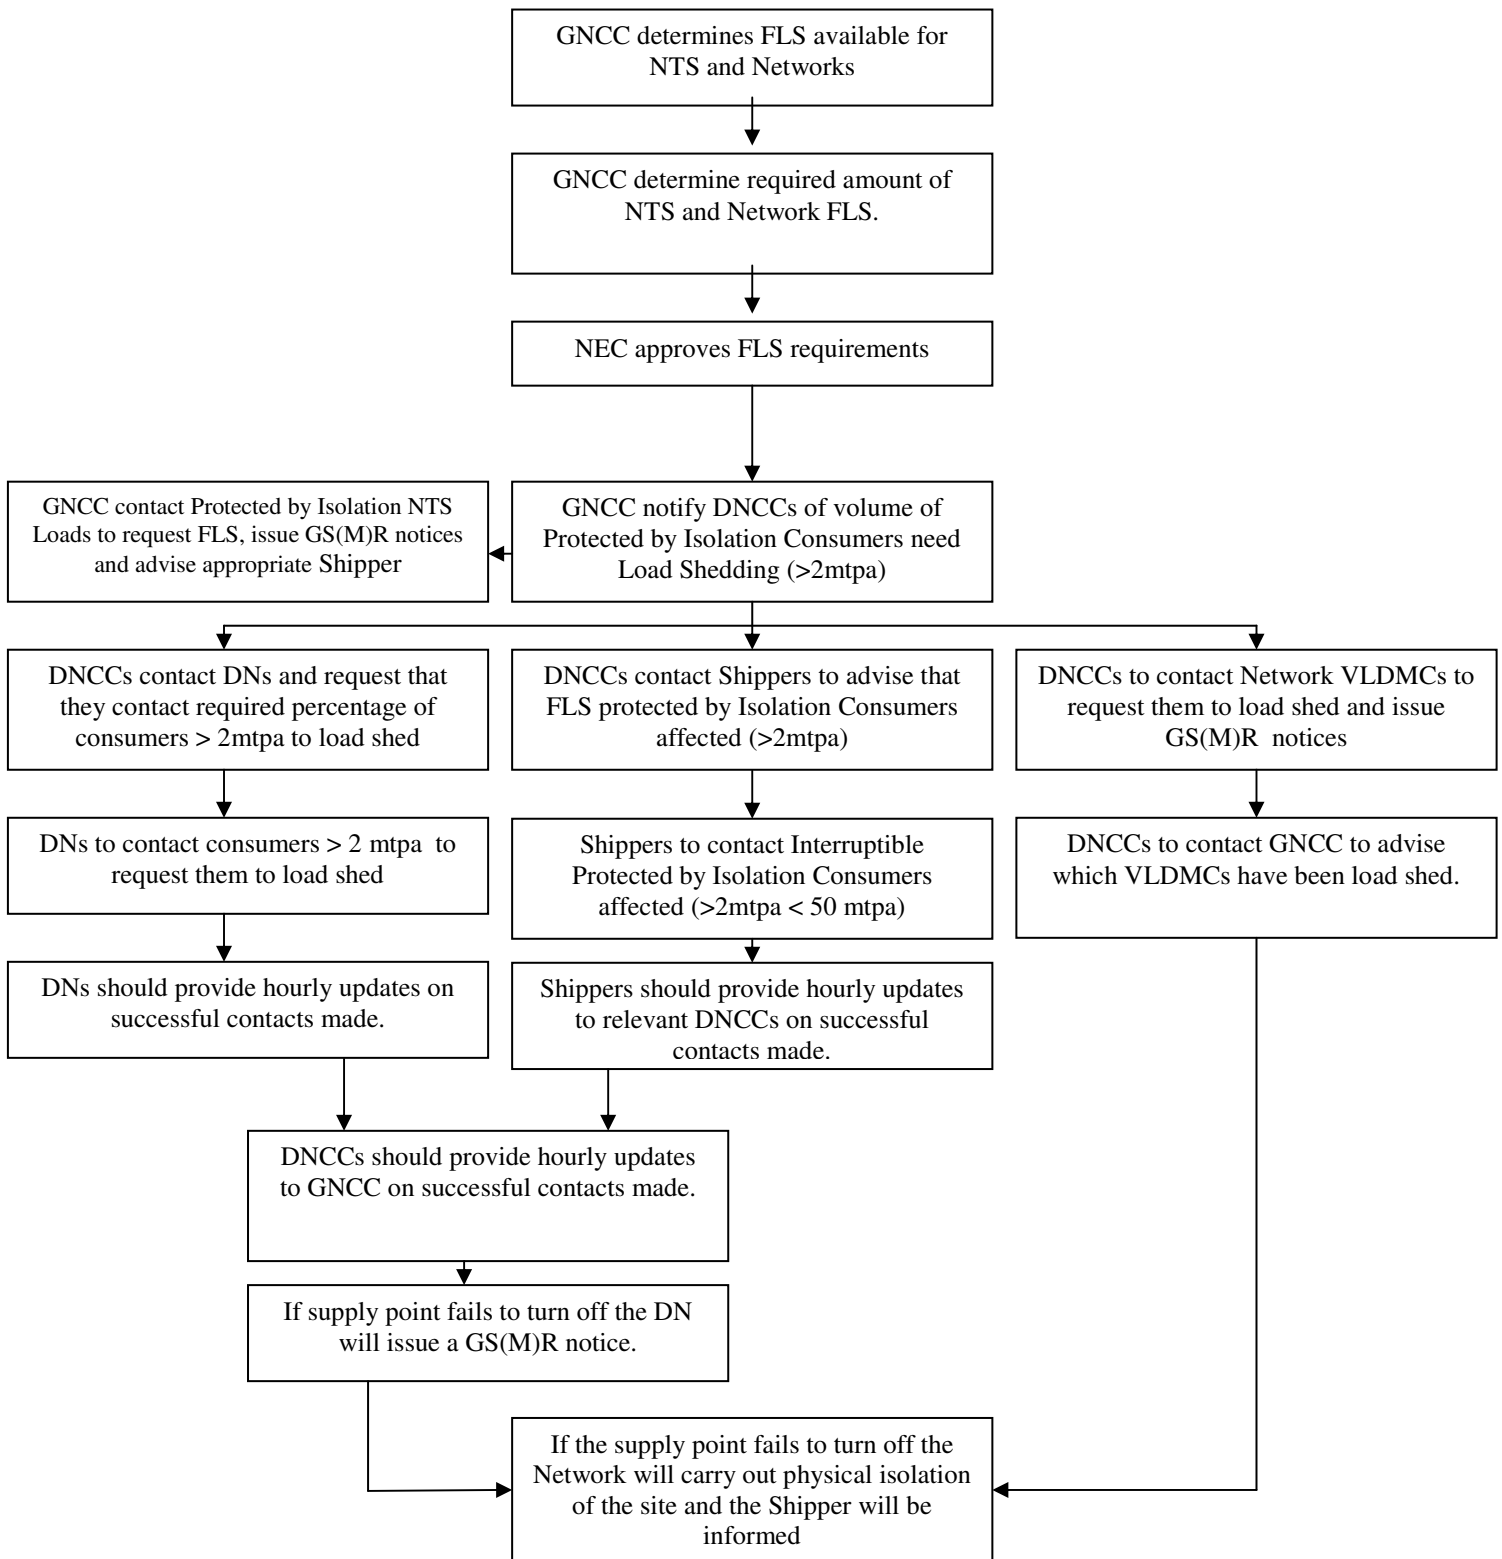 GNCC determines FLS available for
NTS and Networks
GNCC determine required amount of
NTS and Network FLS.
NEC approves FLS requirements
GNCC contact Protected by Isolation NTS
Loads to request FLS, issue GS(M)R notices
and advise appropriate Shipper
GNCC notify DNCCs of volume of
Protected by Isolation Consumers need
Load Shedding (>2mtpa)
DNCCs contact DNs and request that
they contact required percentage of
consumers > 2mtpa to load shed
DNCCs contact Shippers to advise that
FLS protected by Isolation Consumers
affected (>2mtpa)
DNCCs to contact Network VLDMCs to
request them to load shed and issue
GS(M)R notices
DNs to contact consumers > 2 mtpa to
request them to load shed
Shippers to contact Interruptible
Protected by Isolation Consumers
affected (>2mtpa < 50 mtpa)
DNCCs to contact GNCC to advise
which VLDMCs have been load shed.
DNs should provide hourly updates on
successful contacts made.
Shippers should provide hourly updates
to relevant DNCCs on successful
contacts made.
DNCCs should provide hourly updates
to GNCC on successful contacts made.
If supply point fails to turn off the DN
will issue a GS(M)R notice.
If the supply point fails to turn off the
Network will carry out physical isolation
of the site and the Shipper will be
informed